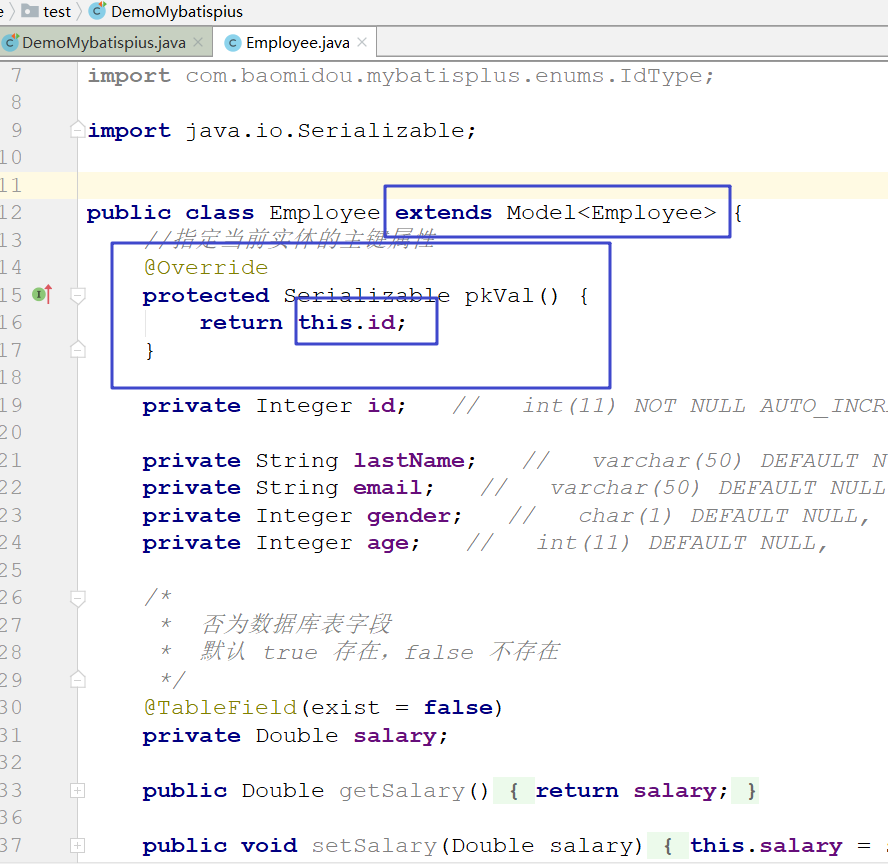 e test DemoMybatispius
DemoMybatispius.java × Employee.java ×
7 import com.baomidou.mybatisplus.enums.IdType;
8
9 import java.io.Serializable;
10
11
12 public class Employee extends Model<Employee> {
13 //指定当前实体的主键属性
14 @Override
15 protected Serializable pkVal() {
16 return this.id;
17 }
18
19 private Integer id; // int(11) NOT NULL AUTO_INCR
20
21 private String lastName; // varchar(50) DEFAULT N
22 private String email; // varchar(50) DEFAULT NULL
23 private Integer gender; // char(1) DEFAULT NULL,
24 private Integer age; // int(11) DEFAULT NULL,
25
26 /*
27 * 否为数据库表字段
28 * 默认 true 存在，false 不存在
29 */
30 @TableField(exist = false)
31 private Double salary;
32
33 public Double getSalary() { return salary; }
36
37 public void setSalary(Double salary) { this.salary =